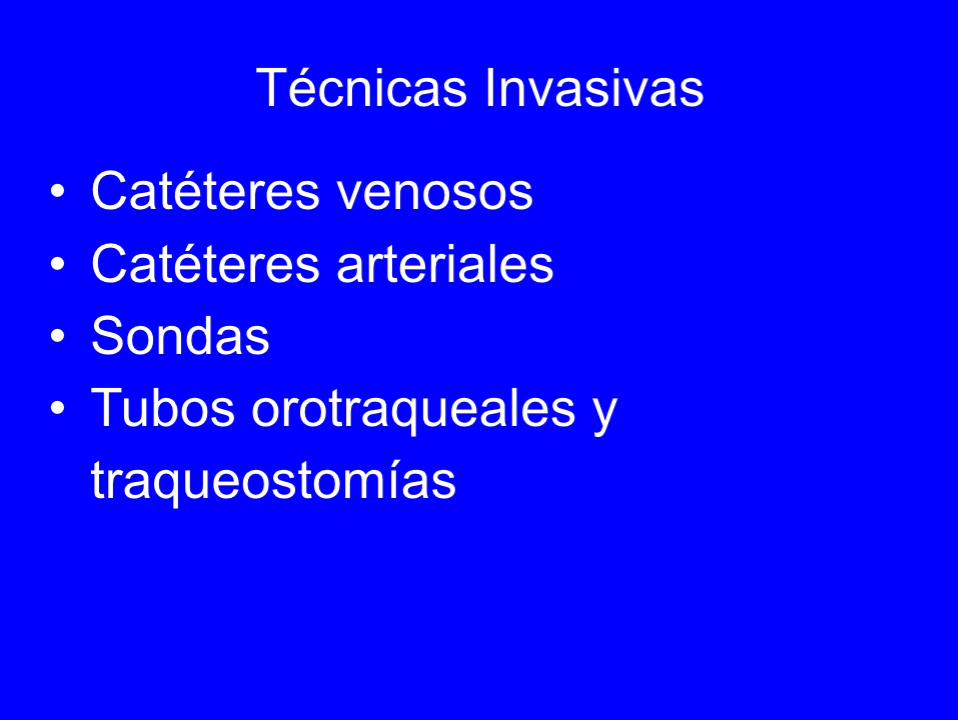 Técnicas Invasivas
• Catéteres venosos
• Catéteres arteriales
• Sondas
• Tubos orotraqueales y
traqueostomías